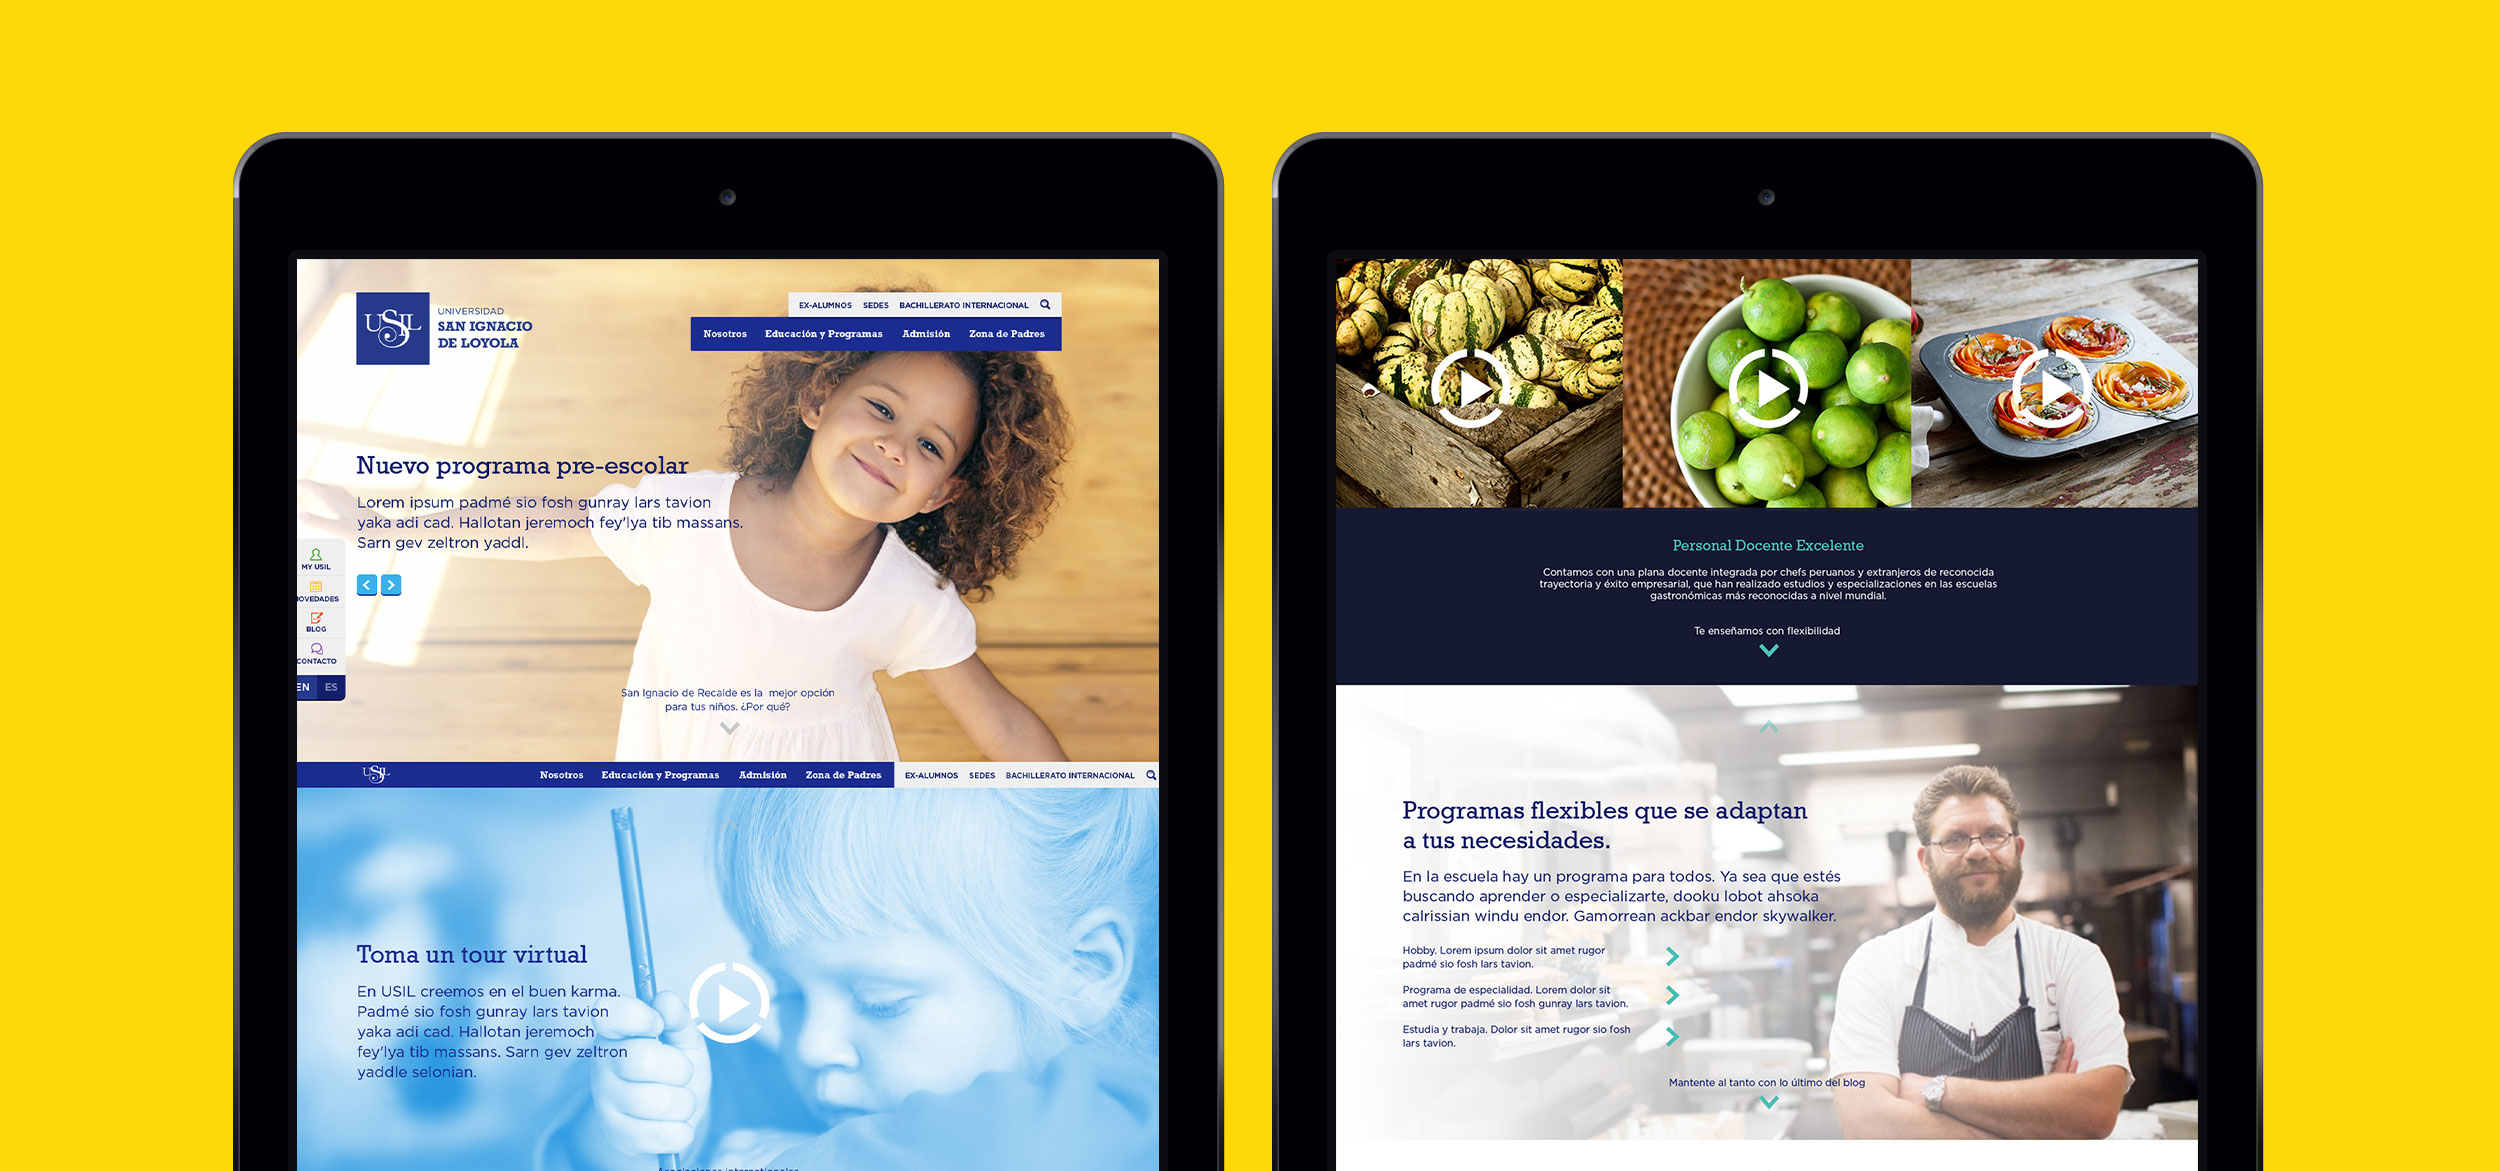 USIL
UNIVERSIDAD
SAN IGNACIO
DE LOYOLA
EX-ALUMNOS SEDES BACHILLERATO INTERNACIONAL
Nosotros Educación y Programas Admisión Zona de Padres
Nuevo programa pre-escolar
Lorem ipsum padmé sio fosh gunray lars tavion
yaka adi cad. Hallotan jeremoch fey'lya tib massans.
Sarn gev zeltron yaddl.
MY USIL
NOVEDADES
BLOG
CONTACTO
EN ES
San Ignacio de Recalde es la mejor opción
para tus niños. ¿Por qué?
USIL Nosotros Educación y Programas Admisión Zona de Padres EX-ALUMNOS SEDES BACHILLERATO INTERNACIONAL
Toma un tour virtual
En USIL creemos en el buen karma.
Padmé sio fosh gunray lars tavion
yaka adi cad. Hallotan jeremoch
fey'lya tib massans. Sarn gev zeltron
yaddle selonian.
Asociaciones internacionales
Personal Docente Excelente
Contamos con una plana docente integrada por chefs peruanos y extranjeros de reconocida
trayectoria y éxito empresarial, que han realizado estudios y especializaciones en las escuelas
gastronómicas más reconocidas a nivel mundial.
Te enseñamos con flexibilidad
Programas flexibles que se adaptan
a tus necesidades.
En la escuela hay un programa para todos. Ya sea que estés
buscando aprender o especializarte, dooku lobot ahsoka
calrissian windu endor. Gamorrean ackbar endor skywalker.
Hobby. Lorem ipsum dolor sit amet rugor
padmé sio fosh lars tavion.
Programa de especialidad. Lorem dolor sit
amet rugor padmé sio fosh gunray lars tavion.
Estudia y trabaja. Dolor sit amet rugor sio fosh
lars tavion.
Mantente al tanto con lo último del blog